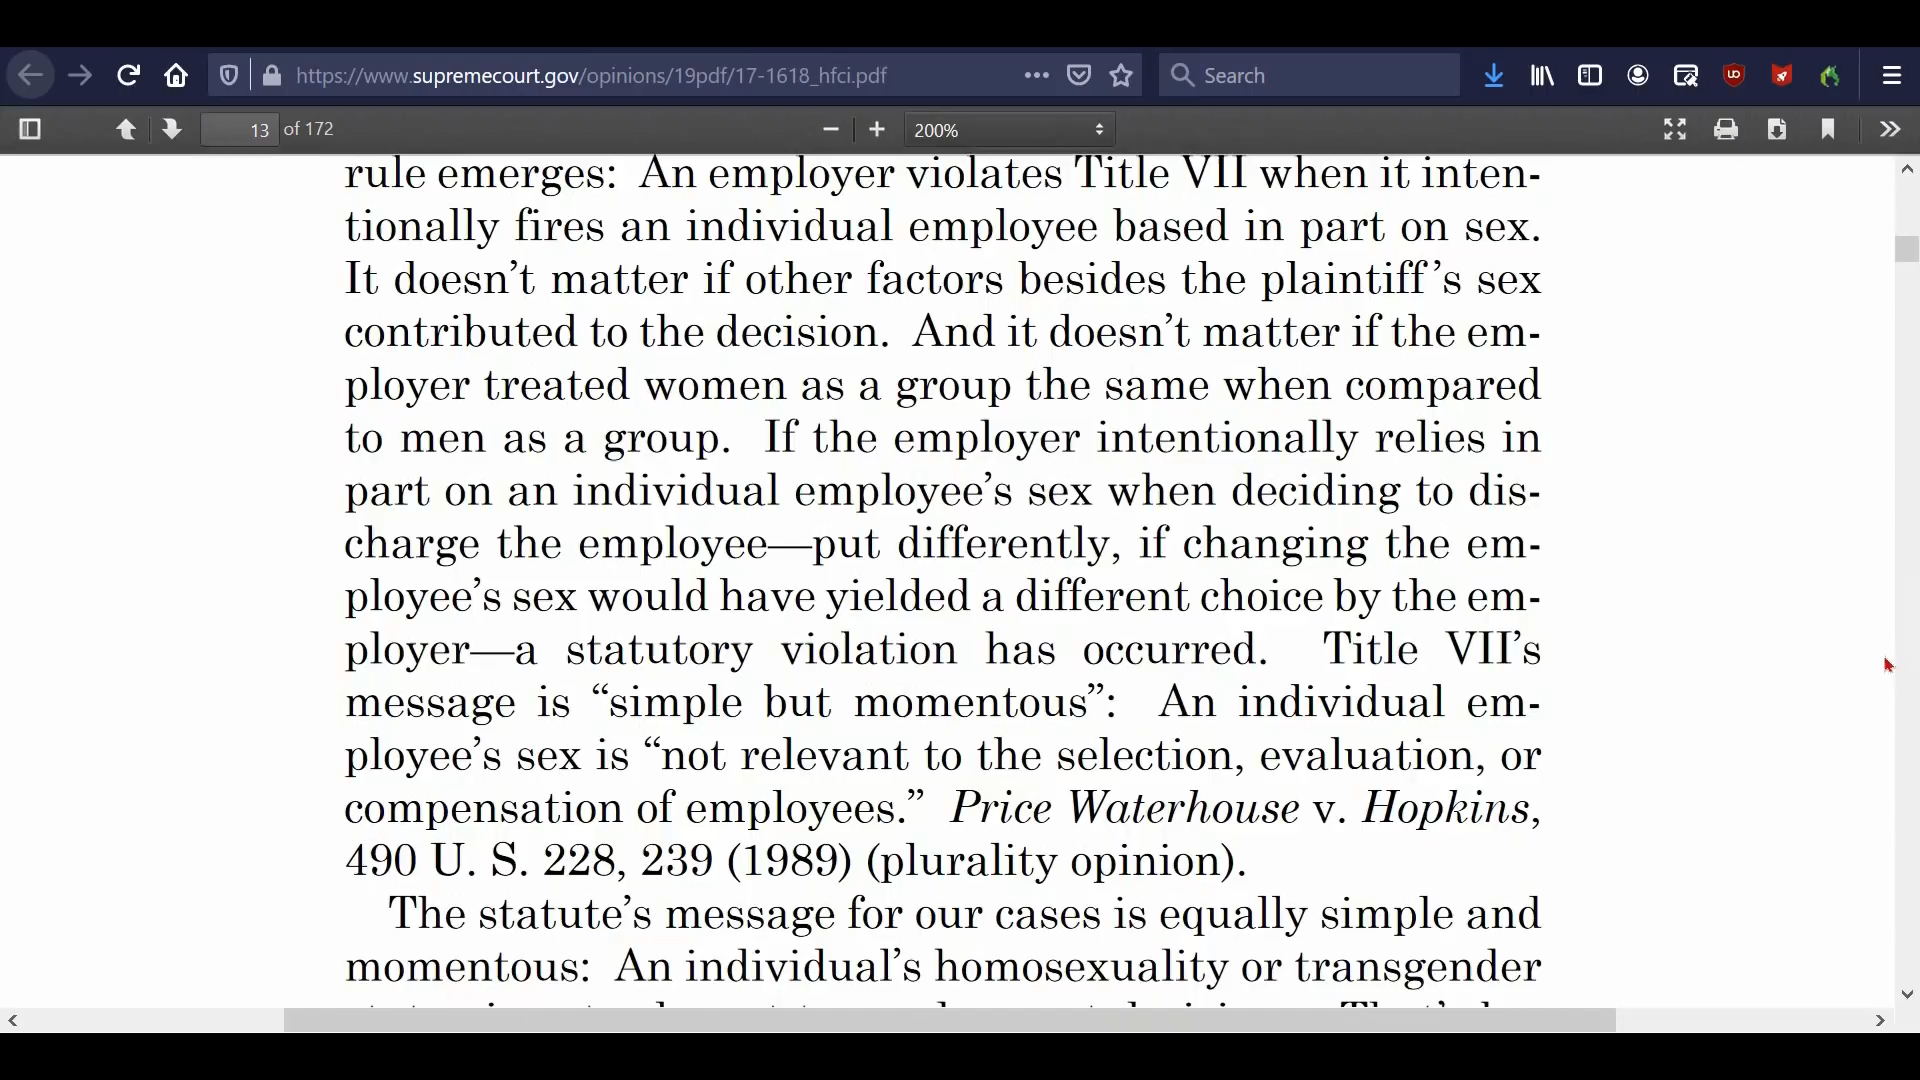 https://www.supremecourt.gov/opinions/19pdf/17-1618_hfci.pdf
Search
13 of 172
200%
rule emerges: An employer violates Title VII when it inten-
tionally fires an individual employee based in part on sex.
It doesn’t matter if other factors besides the plaintiff’s sex
contributed to the decision. And it doesn’t matter if the em-
ployer treated women as a group the same when compared
to men as a group. If the employer intentionally relies in
part on an individual employee’s sex when deciding to dis-
charge the employee—put differently, if changing the em-
ployee’s sex would have yielded a different choice by the em-
ployer—a statutory violation has occurred. Title VII’s
message is “simple but momentous”: An individual em-
ployee’s sex is “not relevant to the selection, evaluation, or
compensation of employees.” Price Waterhouse v. Hopkins,
490 U. S. 228, 239 (1989) (plurality opinion).
The statute’s message for our cases is equally simple and
momentous: An individual’s homosexuality or transgender